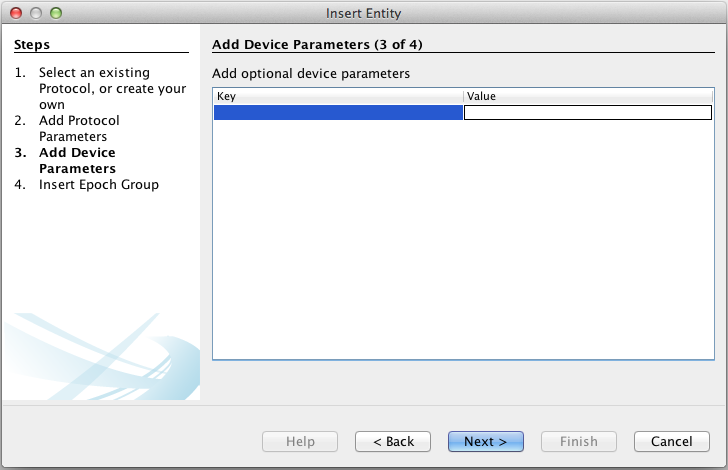 Insert Entity
Steps
1. Select an existing
Protocol, or create your
own
2. Add Protocol
Parameters
3. Add Device
Parameters
4. Insert Epoch Group
Add Device Parameters (3 of 4)
Add optional device parameters
Key Value
Help < Back Next > Finish Cancel